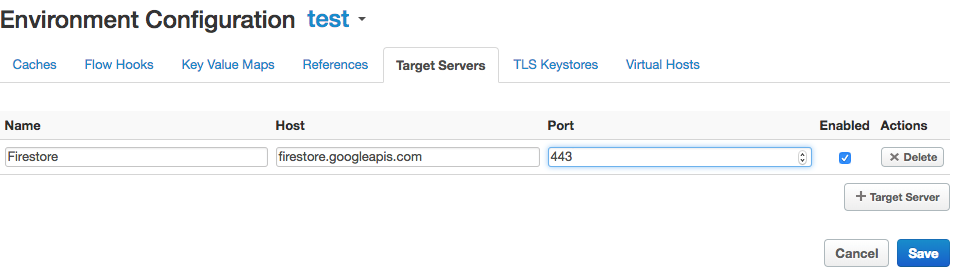 Environment Configuration test
Caches Flow Hooks Key Value Maps References Target Servers TLS Keystores Virtual Hosts
Name Host Port Enabled Actions
Firestore firestore.googleapis.com 443 × Delete
+ Target Server
Cancel Save